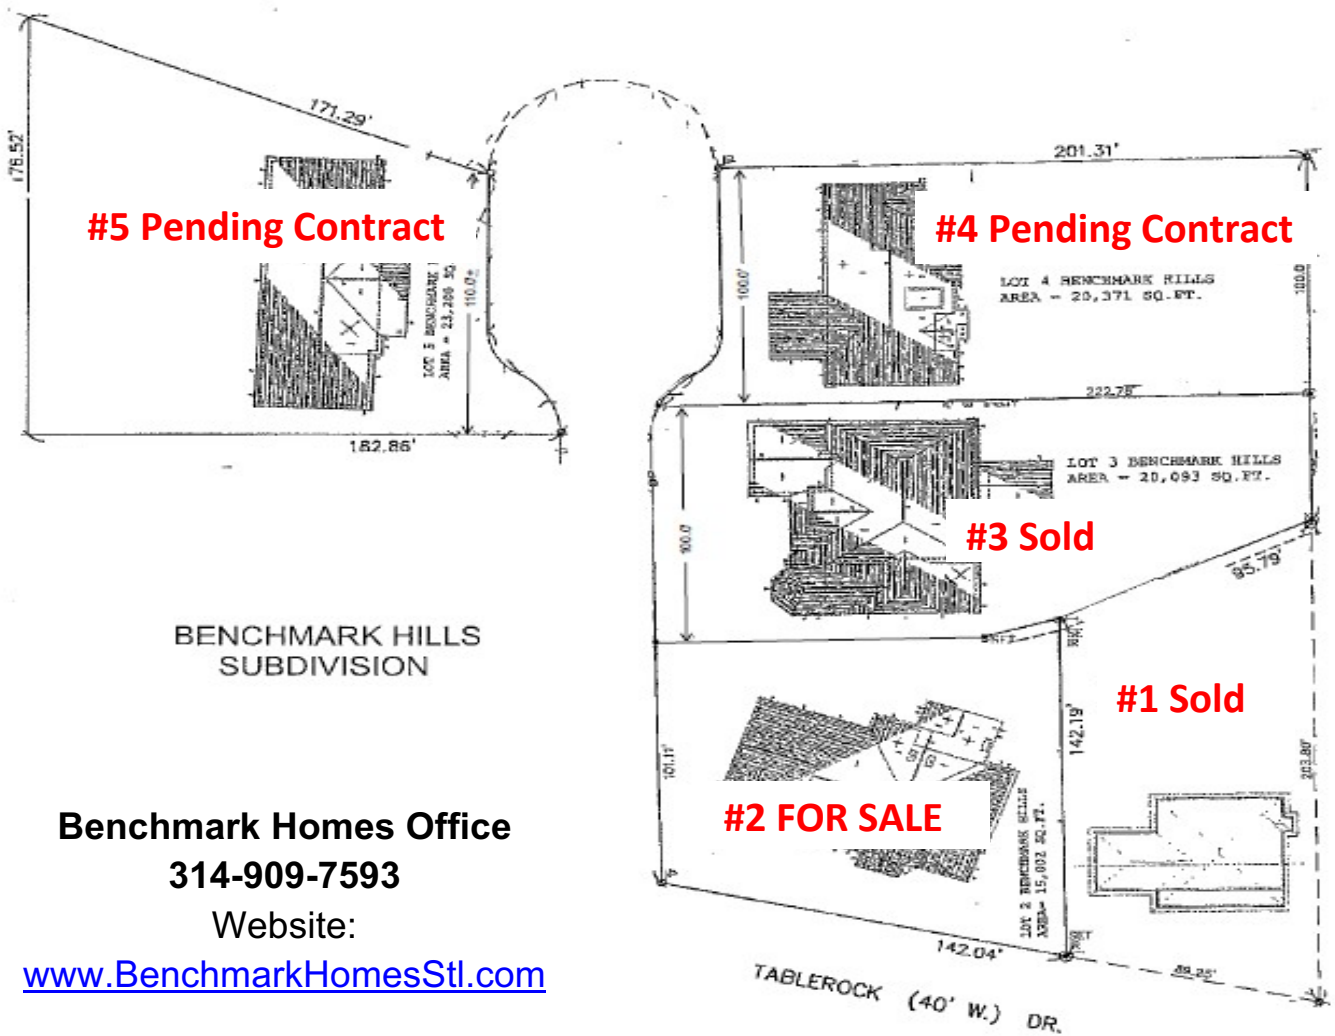 171.29'
176.52'
#5 Pending Contract
LOT 5 BENCHMARK
AREA = 23,200 SQ.
110.0±
182.86'
201.31'
#4 Pending Contract
LOT 4 BENCHMARK HILLS
AREA = 20,371 SQ.FT.
100.0'
100.0
222.78'
LOT 3 BENCHMARK HILLS
AREA = 20,093 SQ.FT.
#3 Sold
100.0'
95.79'
BENCHMARK HILLS
SUBDIVISION
#1 Sold
142.19'
203.80'
101.11'
#2 FOR SALE
LOT 2 BENCHMARK HILLS
AREA= 15,002 SQ.FT.
Benchmark Homes Office
314-909-7593
Website:
www.BenchmarkHomesStl.com
142.04'
89.25'
TABLEROCK (40' W.) DR.